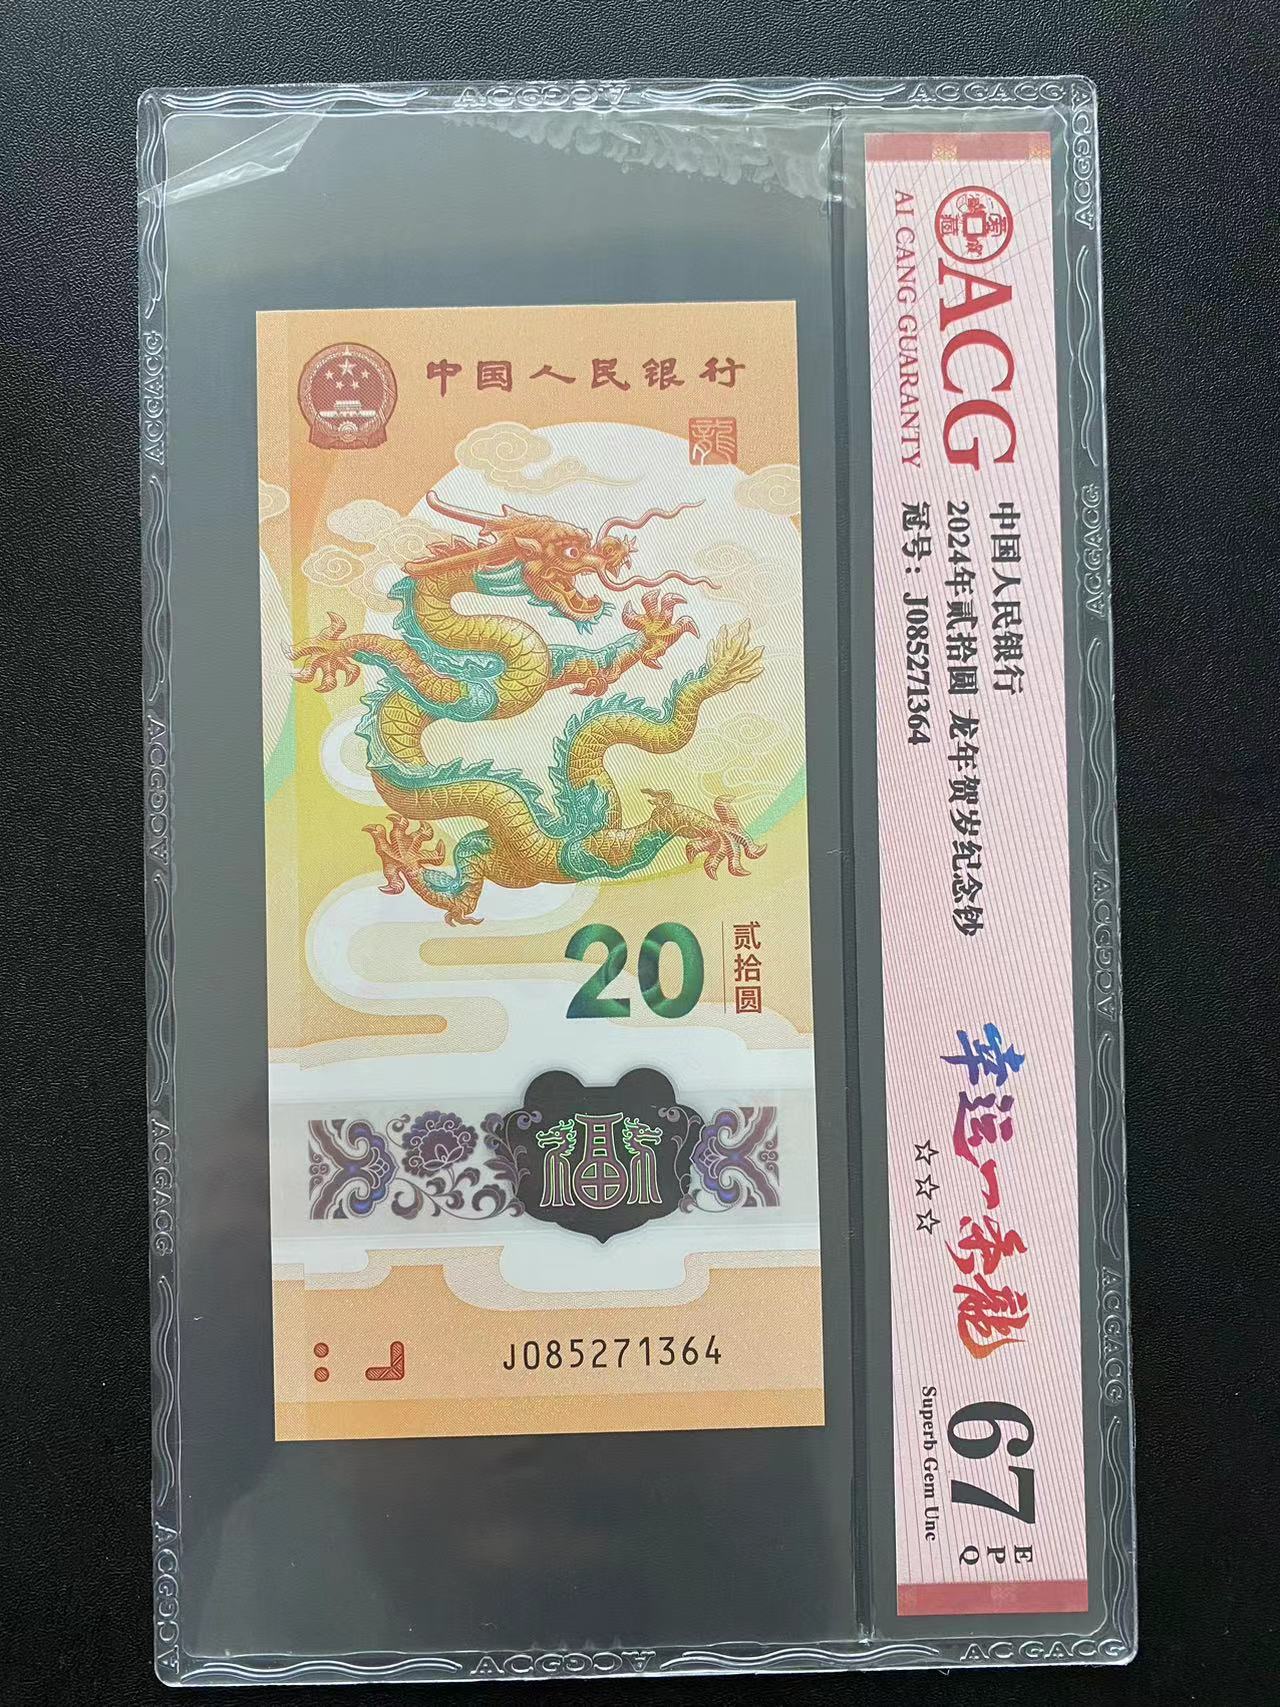 中国人民银行
龍
20
贰拾圆
福
J085271364
ACG
AI CANG GUARANTY
中国人民银行
2024年贰拾圆 龙年贺岁纪念钞
冠号：J085271364
幸运一条龙
☆☆☆
67
EPQ
Superb Gem Unc
ACGACG